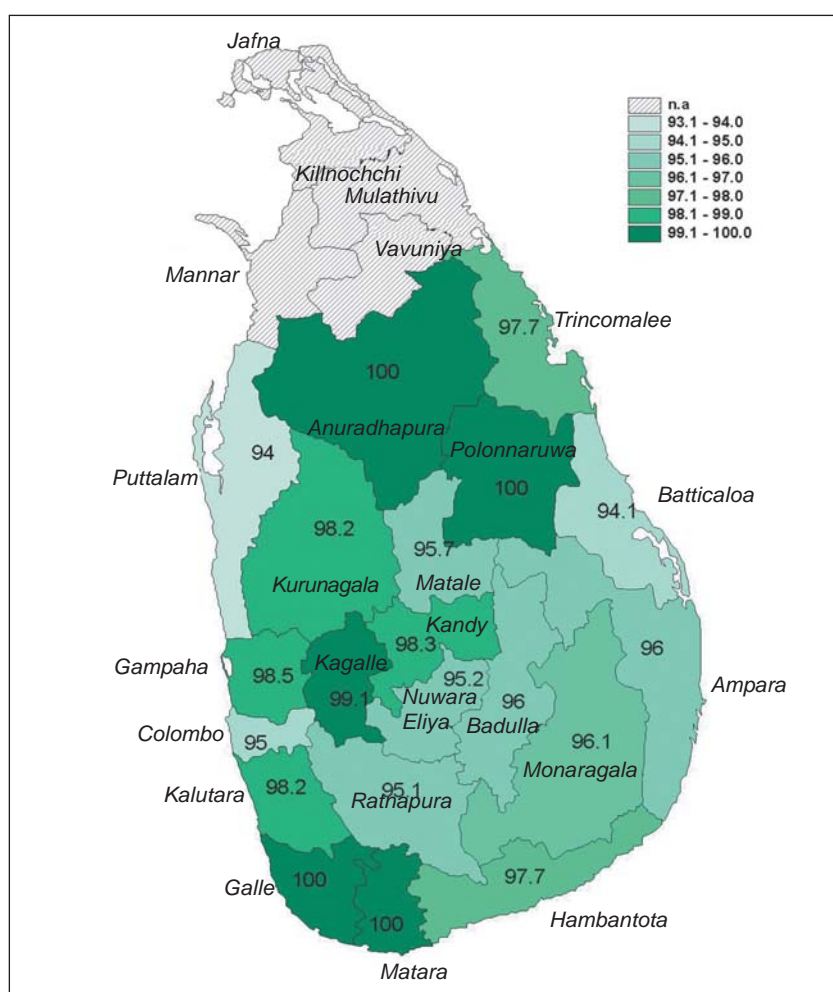 Jafna
n.a
93.1 - 94.0
94.1 - 95.0
95.1 - 96.0
96.1 - 97.0
97.1 - 98.0
98.1 - 99.0
99.1 - 100.0
Killnochchi
Mulathivu
Vavuniya
Mannar
97.7
Trincomalee
100
Anuradhapura
Polonnaruwa
94
Puttalam
100
Batticaloa
94.1
98.2
95.7
Kurunagala
Matale
Kandy
98.3
96
Gampaha
98.5
Kagalle
99.1
95.2
Nuwara
Eliya
96
Badulla
Ampara
Colombo
95
96.1
Monaragala
Kalutara
98.2
95.1
Ratnapura
Galle
100
97.7
100
Hambantota
Matara